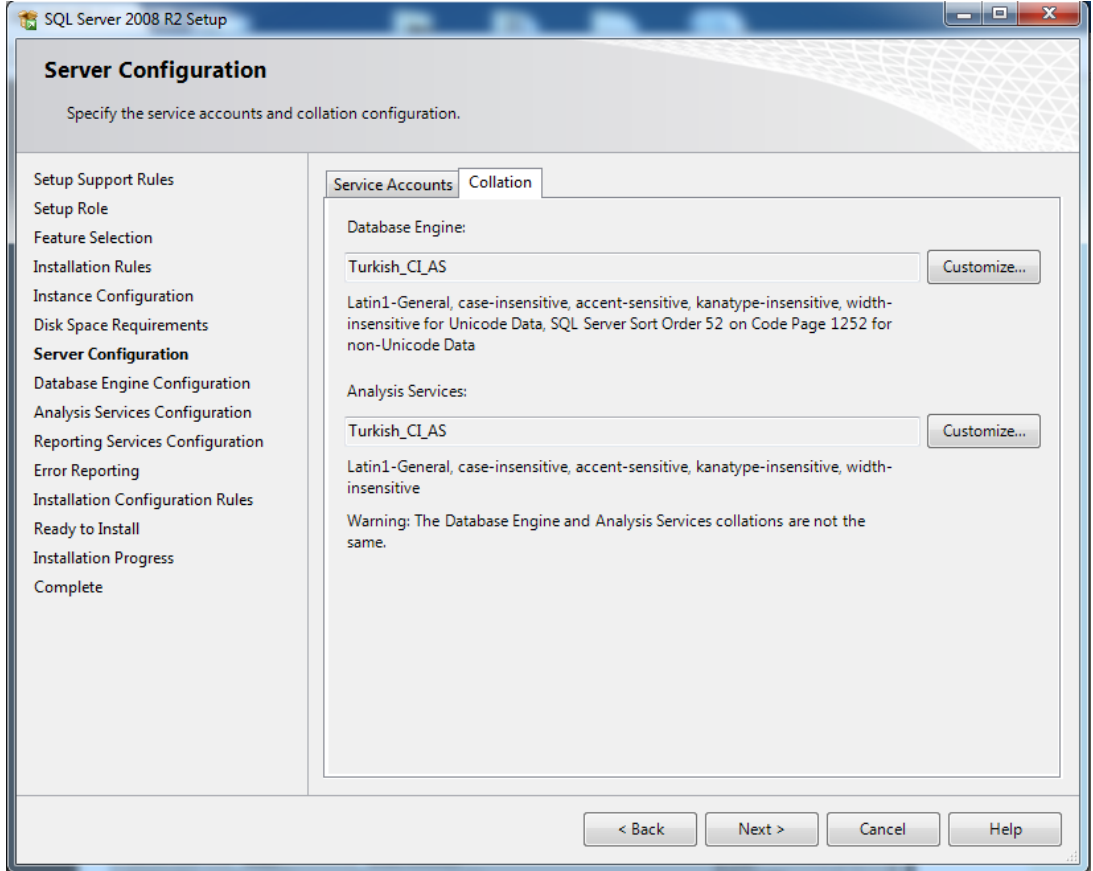 SQL Server 2008 R2 Setup
Server Configuration
Specify the service accounts and collation configuration.
Setup Support Rules
Setup Role
Feature Selection
Installation Rules
Instance Configuration
Disk Space Requirements
Server Configuration
Database Engine Configuration
Analysis Services Configuration
Reporting Services Configuration
Error Reporting
Installation Configuration Rules
Ready to Install
Installation Progress
Complete
Service Accounts
Collation
Database Engine:
Turkish_CI_AS
Customize...
Latin1-General, case-insensitive, accent-sensitive, kanatype-insensitive, width-
insensitive for Unicode Data, SQL Server Sort Order 52 on Code Page 1252 for
non-Unicode Data
Analysis Services:
Turkish_CI_AS
Customize...
Latin1-General, case-insensitive, accent-sensitive, kanatype-insensitive, width-
insensitive
Warning: The Database Engine and Analysis Services collations are not the
same.
< Back
Next >
Cancel
Help